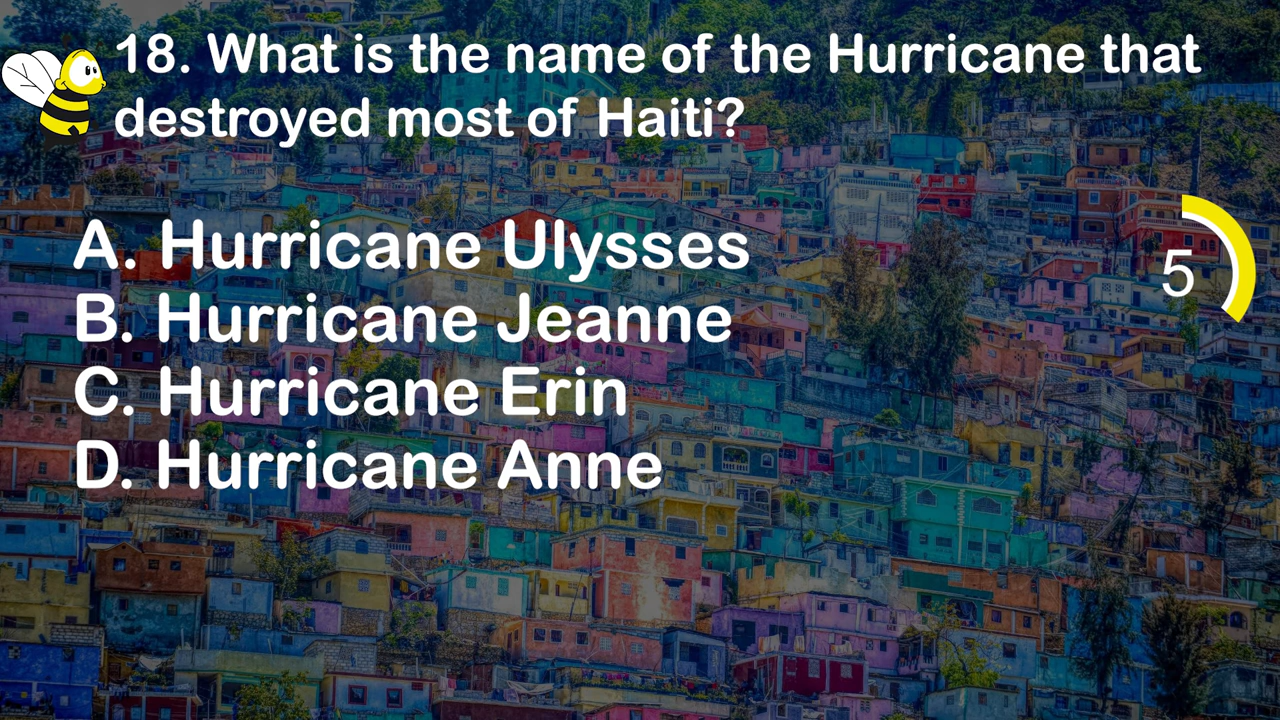 18. What is the name of the Hurricane that
destroyed most of Haiti?
A. Hurricane Ulysses
B. Hurricane Jeanne
C. Hurricane Erin
D. Hurricane Anne
5